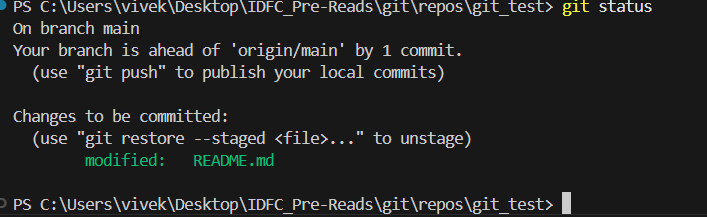 PS C:\Users\vivek\Desktop\IDFC_Pre-Reads\git\repos\git_test> git status
On branch main
Your branch is ahead of 'origin/main' by 1 commit.
  (use "git push" to publish your local commits)

Changes to be committed:
  (use "git restore --staged <file>..." to unstage)
        modified:   README.md

PS C:\Users\vivek\Desktop\IDFC_Pre-Reads\git\repos\git_test>